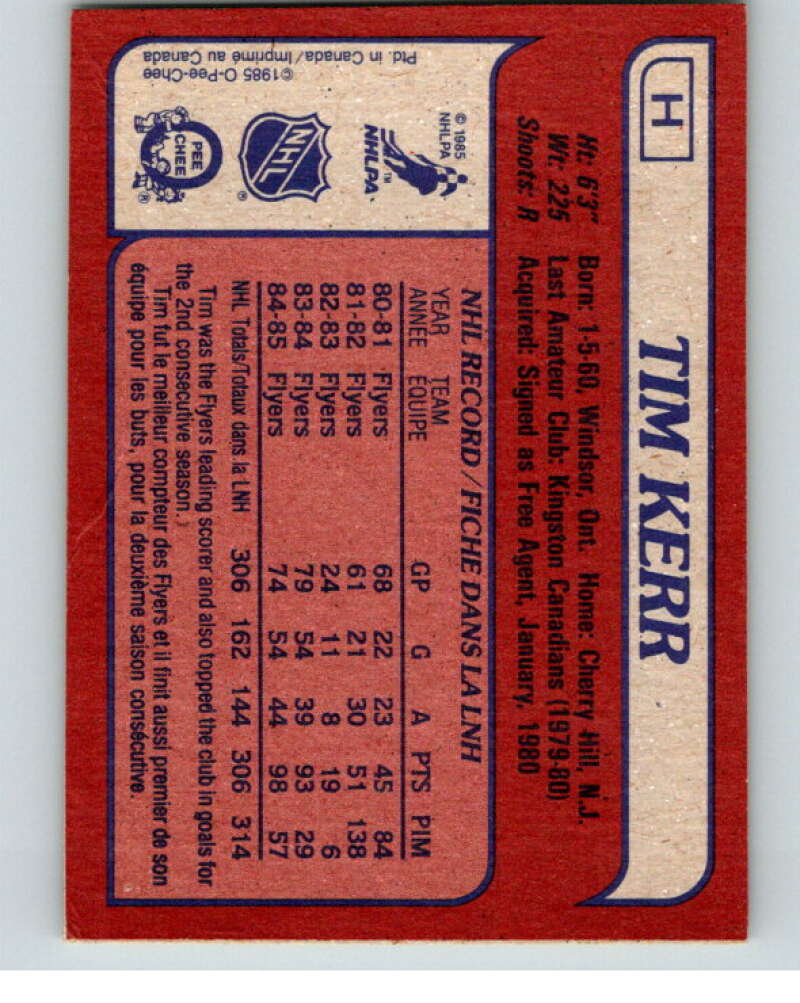 H
TIM KERR
Ht: 6'3" Born: 1-5-60, Windsor, Ont. Home: Cherry Hill, N.J.
Wt: 225 Last Amateur Club: Kingston Canadians (1979-80)
Shoots: R Acquired: Signed as Free Agent, January, 1980
© 1985
NHLPA
NHLPA™
NHL®
PEE
CHEE
®
©1985 O-Pee-Chee
Ptd. in Canada/Imprimé au Canada
NHL RECORD/FICHE DANS LA LNH
YEAR TEAM
ANNÉE ÉQUIPE GP G A PTS PIM
80-81 Flyers 68 22 23 45 84
81-82 Flyers 61 21 30 51 138
82-83 Flyers 24 11 8 19 6
83-84 Flyers 79 54 39 93 29
84-85 Flyers 74 54 44 98 57
NHL Totals/Totaux dans la LNH 306 162 144 306 314
Tim was the Flyers leading scorer and also topped the club in goals for
the 2nd consecutive season.
Tim fut le meilleur compteur des Flyers et il finit aussi premier de son
équipe pour les buts, pour la deuxième saison consécutive.